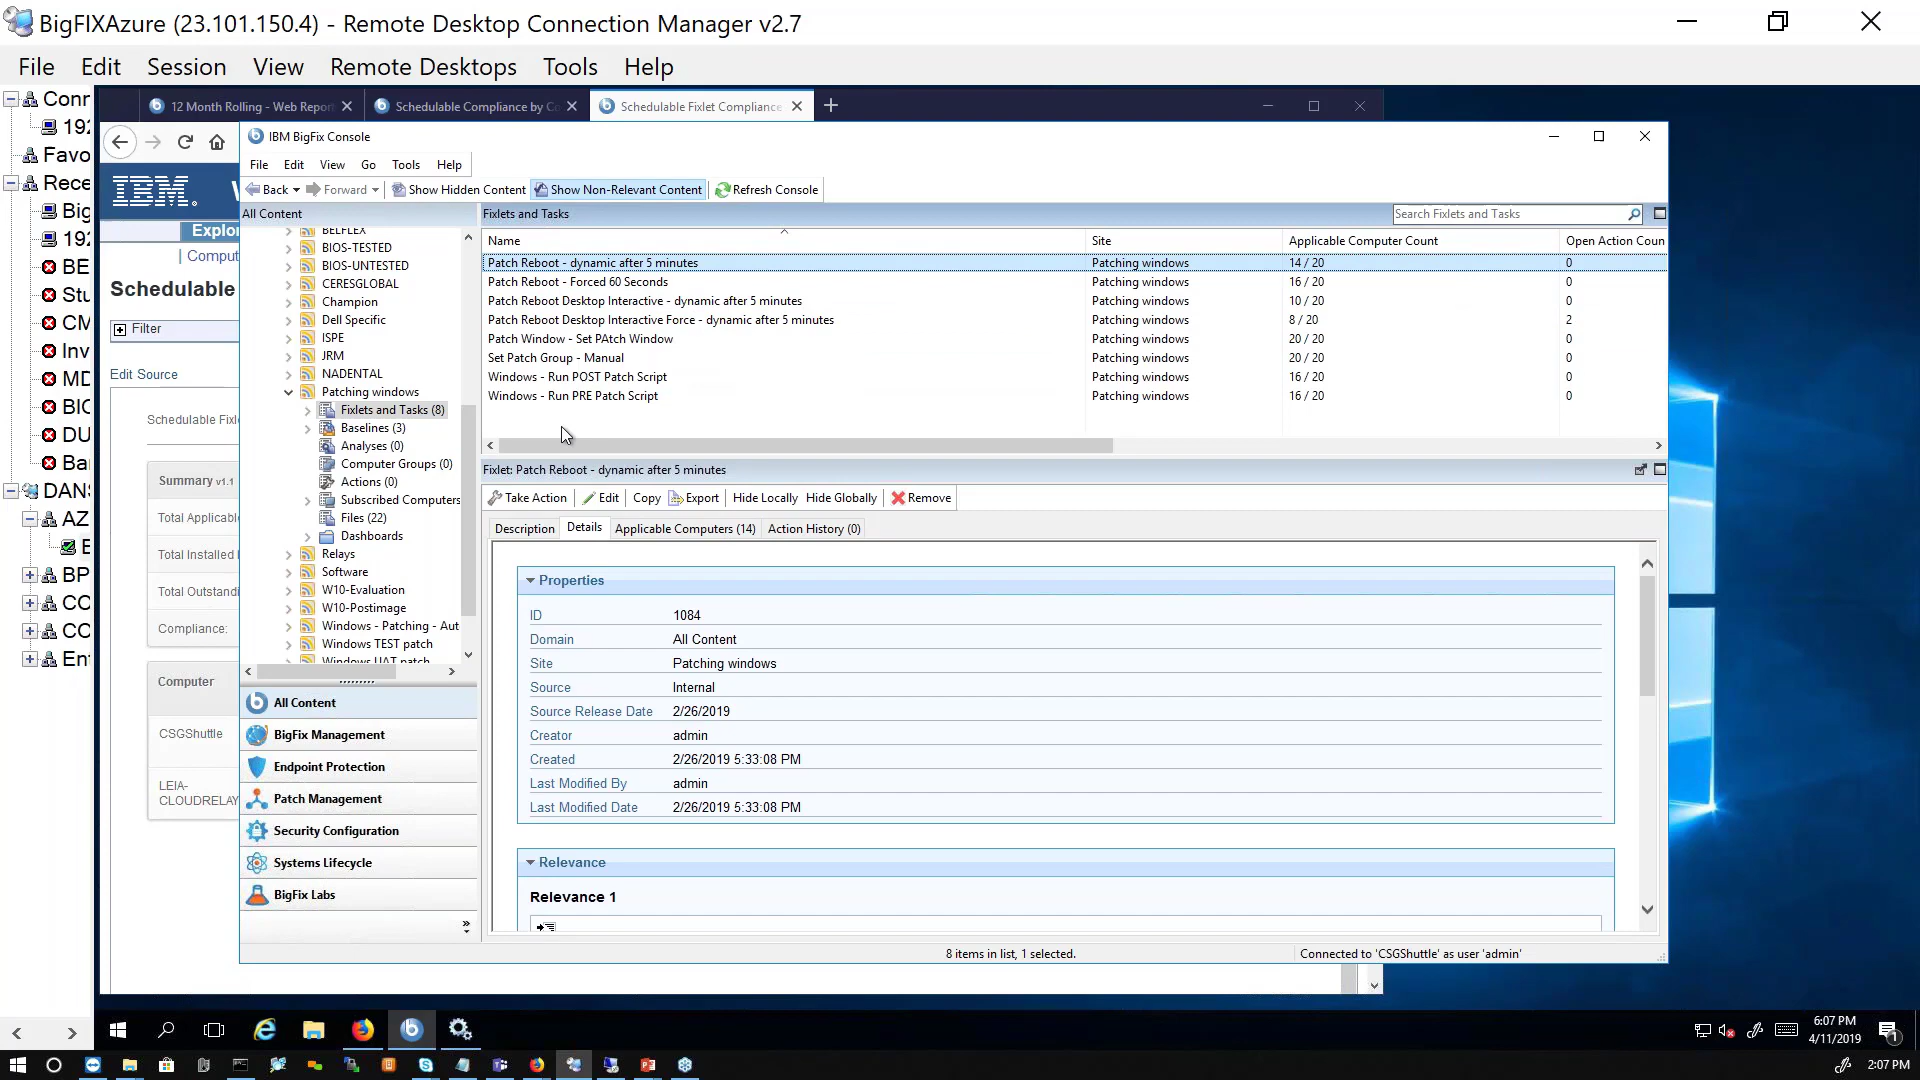 BigFIXAzure (23.101.150.4) - Remote Desktop Connection Manager v2.7
File Edit Session View Remote Desktops Tools Help
Conn
192
Favo
Rece
Big
192
BE
Stu
CM
Inv
MD
BIG
DU
Bar
DANS
AZ
BP
CC
CC
Ent
12 Month Rolling - Web Report
Schedulable Compliance by Co
Schedulable Fixlet Compliance
IBM
Explor
Comput
Schedulable
Filter
Edit Source
Schedulable Fixle
Summary v1.1
Total Applicabl
Total Installed
Total Outstandi
Compliance:
Computer
CSGShuttle
LEIA-
CLOUDRELAY
IBM BigFix Console
File Edit View Go Tools Help
Back Forward Show Hidden Content Show Non-Relevant Content Refresh Console
All Content
BELFLEX
BIOS-TESTED
BIOS-UNTESTED
CERESGLOBAL
Champion
Dell Specific
ISPE
JRM
NADENTAL
Patching windows
Fixlets and Tasks (8)
Baselines (3)
Analyses (0)
Computer Groups (0)
Actions (0)
Subscribed Computers
Files (22)
Dashboards
Relays
Software
W10-Evaluation
W10-Postimage
Windows - Patching - Aut
Windows TEST patch
Windows UAT patch
All Content
BigFix Management
Endpoint Protection
Patch Management
Security Configuration
Systems Lifecycle
BigFix Labs
Fixlets and Tasks
Search Fixlets and Tasks
Name Site Applicable Computer Count Open Action Coun
Patch Reboot - dynamic after 5 minutes Patching windows 14 / 20 0
Patch Reboot - Forced 60 Seconds Patching windows 16 / 20 0
Patch Reboot Desktop Interactive - dynamic after 5 minutes Patching windows 10 / 20 0
Patch Reboot Desktop Interactive Force - dynamic after 5 minutes Patching windows 8 / 20 2
Patch Window - Set PAtch Window Patching windows 20 / 20 0
Set Patch Group - Manual Patching windows 20 / 20 0
Windows - Run POST Patch Script Patching windows 16 / 20 0
Windows - Run PRE Patch Script Patching windows 16 / 20 0
Fixlet: Patch Reboot - dynamic after 5 minutes
Take Action Edit Copy Export Hide Locally Hide Globally Remove
Description Details Applicable Computers (14) Action History (0)
Properties
ID 1084
Domain All Content
Site Patching windows
Source Internal
Source Release Date 2/26/2019
Creator admin
Created 2/26/2019 5:33:08 PM
Last Modified By admin
Last Modified Date 2/26/2019 5:33:08 PM
Relevance
Relevance 1
8 items in list, 1 selected.
Connected to 'CSGShuttle' as user 'admin'
6:07 PM
4/11/2019
1
2:07 PM